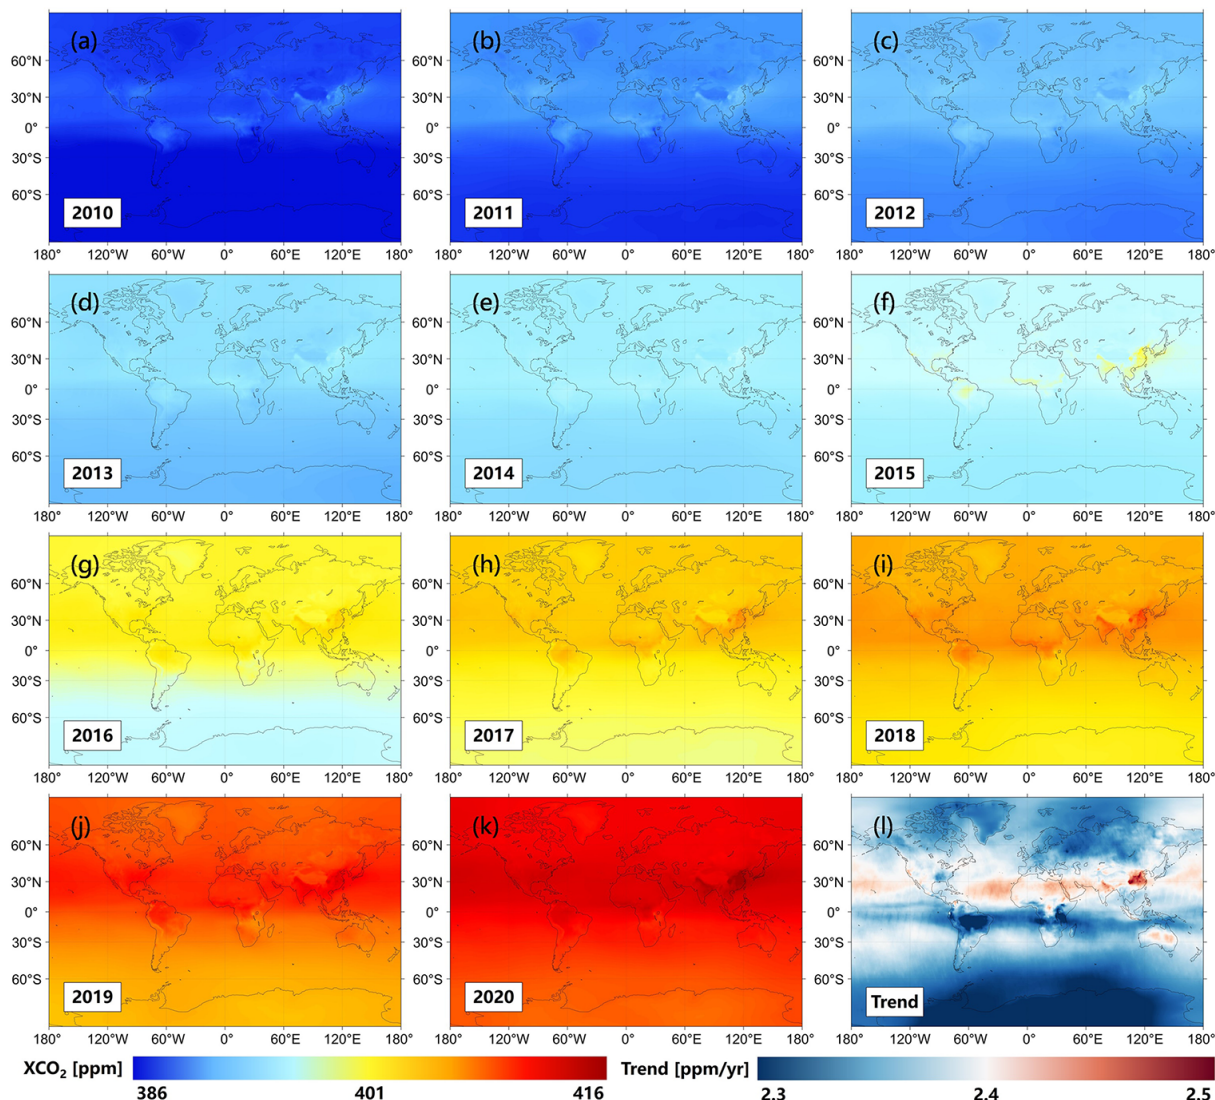 (a) (b) (c)
60°N 60°N 60°N
30°N 30°N 30°N
0° 0° 0°
30°S 30°S 30°S
60°S 60°S 60°S
2010 2011 2012
180° 120°W 60°W 0° 60°E 120°E 180° 180° 120°W 60°W 0° 60°E 120°E 180° 180° 120°W 60°W 0° 60°E 120°E 180°
(d) (e) (f)
60°N 60°N 60°N
30°N 30°N 30°N
0° 0° 0°
30°S 30°S 30°S
60°S 60°S 60°S
2013 2014 2015
180° 120°W 60°W 0° 60°E 120°E 180° 180° 120°W 60°W 0° 60°E 120°E 180° 180° 120°W 60°W 0° 60°E 120°E 180°
(g) (h) (i)
60°N 60°N 60°N
30°N 30°N 30°N
0° 0° 0°
30°S 30°S 30°S
60°S 60°S 60°S
2016 2017 2018
180° 120°W 60°W 0° 60°E 120°E 180° 180° 120°W 60°W 0° 60°E 120°E 180° 180° 120°W 60°W 0° 60°E 120°E 180°
(j) (k) (l)
60°N 60°N 60°N
30°N 30°N 30°N
0° 0° 0°
30°S 30°S 30°S
60°S 60°S 60°S
2019 2020 Trend
180° 120°W 60°W 0° 60°E 120°E 180° 180° 120°W 60°W 0° 60°E 120°E 180° 180° 120°W 60°W 0° 60°E 120°E 180°
XCO₂ [ppm] Trend [ppm/yr]
386 401 416 2.3 2.4 2.5